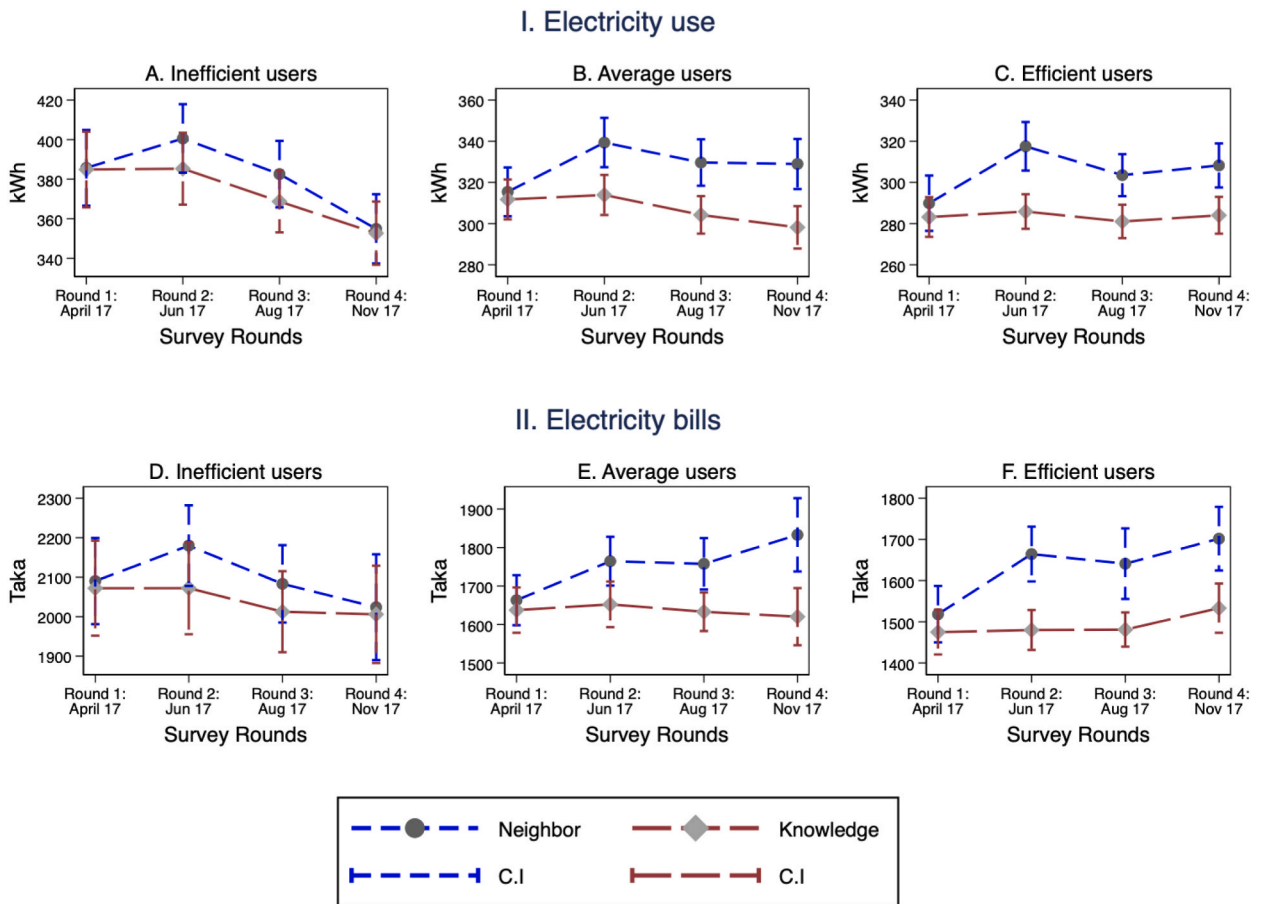 I. Electricity use
A. Inefficient users
420
400
380
360
340
kWh
Round 1:
April 17
Round 2:
Jun 17
Round 3:
Aug 17
Round 4:
Nov 17
Survey Rounds
B. Average users
360
340
320
300
280
kWh
Round 1:
April 17
Round 2:
Jun 17
Round 3:
Aug 17
Round 4:
Nov 17
Survey Rounds
C. Efficient users
340
320
300
280
260
kWh
Round 1:
April 17
Round 2:
Jun 17
Round 3:
Aug 17
Round 4:
Nov 17
Survey Rounds
II. Electricity bills
D. Inefficient users
2300
2200
2100
2000
1900
Taka
Round 1:
April 17
Round 2:
Jun 17
Round 3:
Aug 17
Round 4:
Nov 17
Survey Rounds
E. Average users
1900
1800
1700
1600
1500
Taka
Round 1:
April 17
Round 2:
Jun 17
Round 3:
Aug 17
Round 4:
Nov 17
Survey Rounds
F. Efficient users
1800
1700
1600
1500
1400
Taka
Round 1:
April 17
Round 2:
Jun 17
Round 3:
Aug 17
Round 4:
Nov 17
Survey Rounds
Neighbor
Knowledge
C.I
C.I